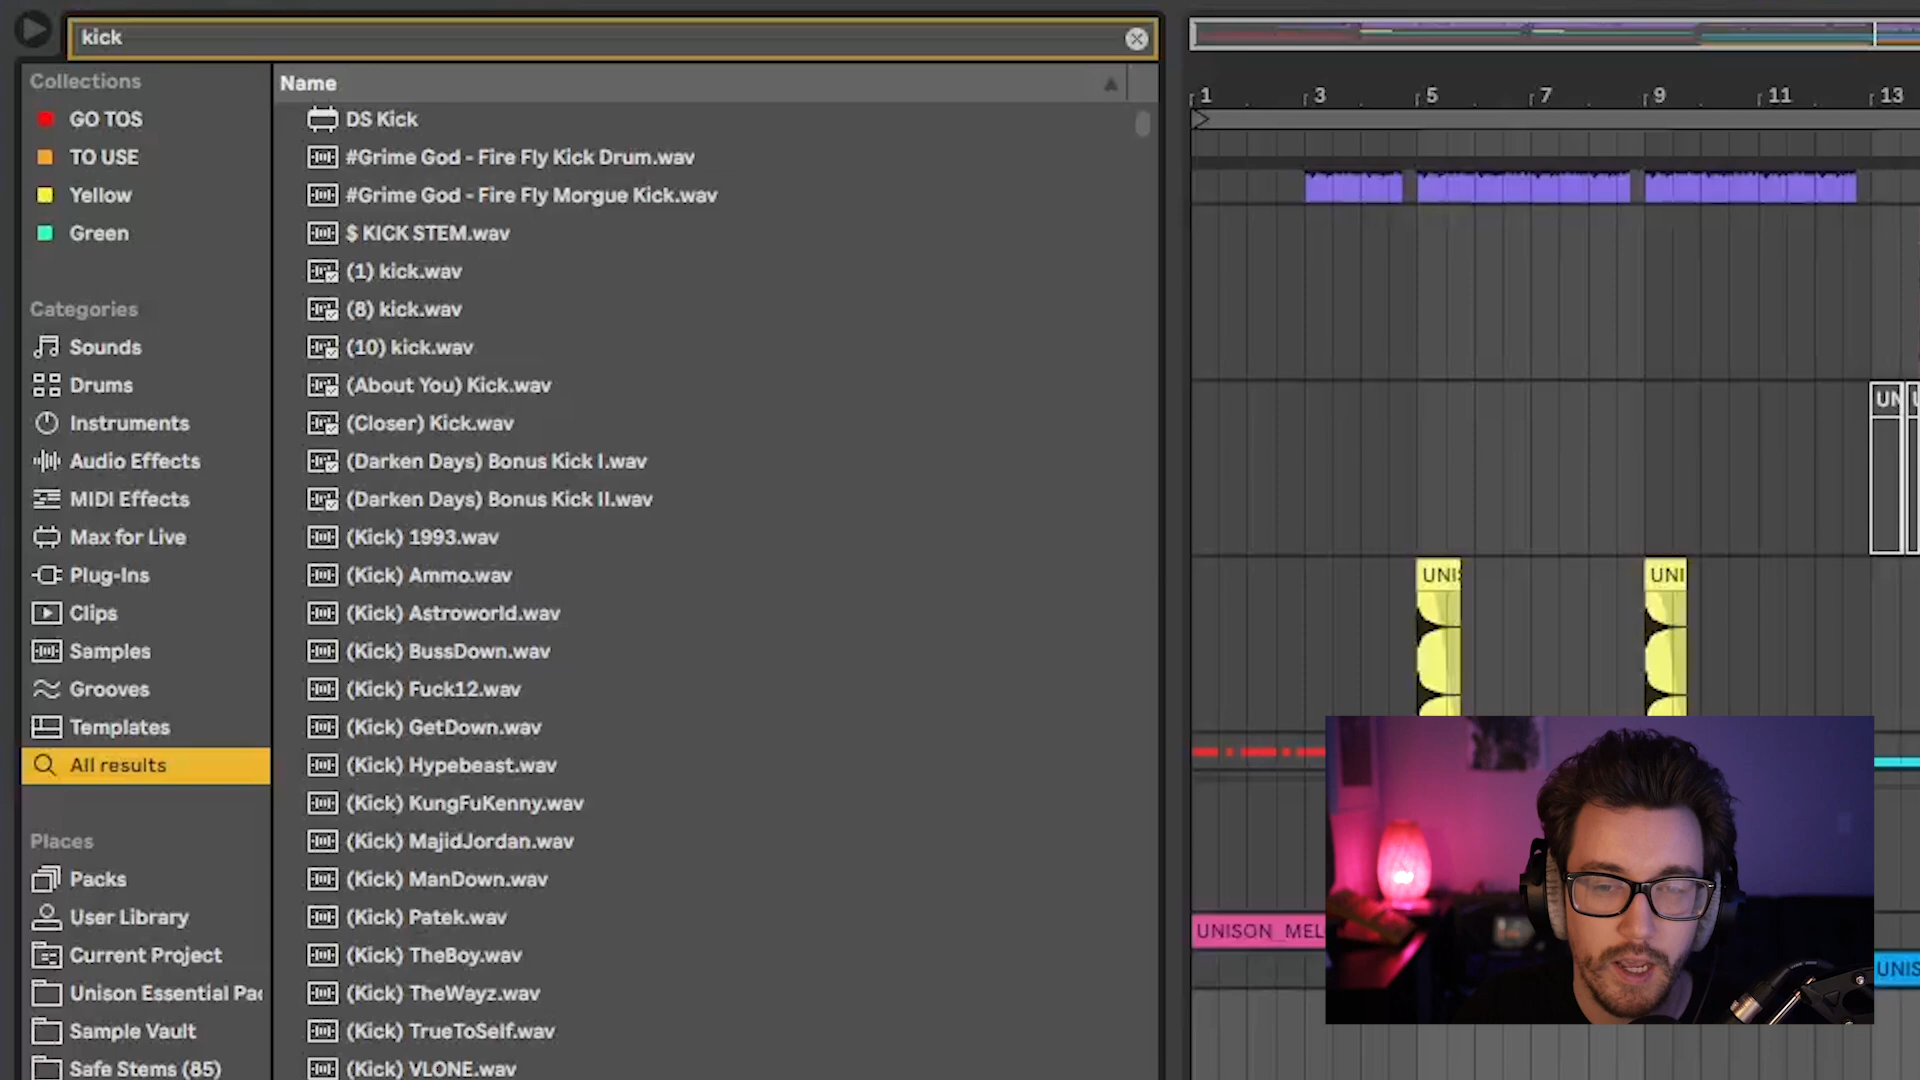 kick
Collections
GO TOS
TO USE
Yellow
Green
Categories
Sounds
Drums
Instruments
Audio Effects
MIDI Effects
Max for Live
Plug-Ins
Clips
Samples
Grooves
Templates
All results
Places
Packs
User Library
Current Project
Unison Essential Pac
Sample Vault
Safe Stems (85)
Name
DS Kick
#Grime God - Fire Fly Kick Drum.wav
#Grime God - Fire Fly Morgue Kick.wav
$ KICK STEM.wav
(1) kick.wav
(8) kick.wav
(10) kick.wav
(About You) Kick.wav
(Closer) Kick.wav
(Darken Days) Bonus Kick I.wav
(Darken Days) Bonus Kick II.wav
(Kick) 1993.wav
(Kick) Ammo.wav
(Kick) Astroworld.wav
(Kick) BussDown.wav
(Kick) Fuck12.wav
(Kick) GetDown.wav
(Kick) Hypebeast.wav
(Kick) KungFuKenny.wav
(Kick) MajidJordan.wav
(Kick) ManDown.wav
(Kick) Patek.wav
(Kick) TheBoy.wav
(Kick) TheWayz.wav
(Kick) TrueToSelf.wav
(Kick) VLONE.wav
1 3 5 7 9 11 13
UN
UNIS UNI
UNISON_MEL
UNIS